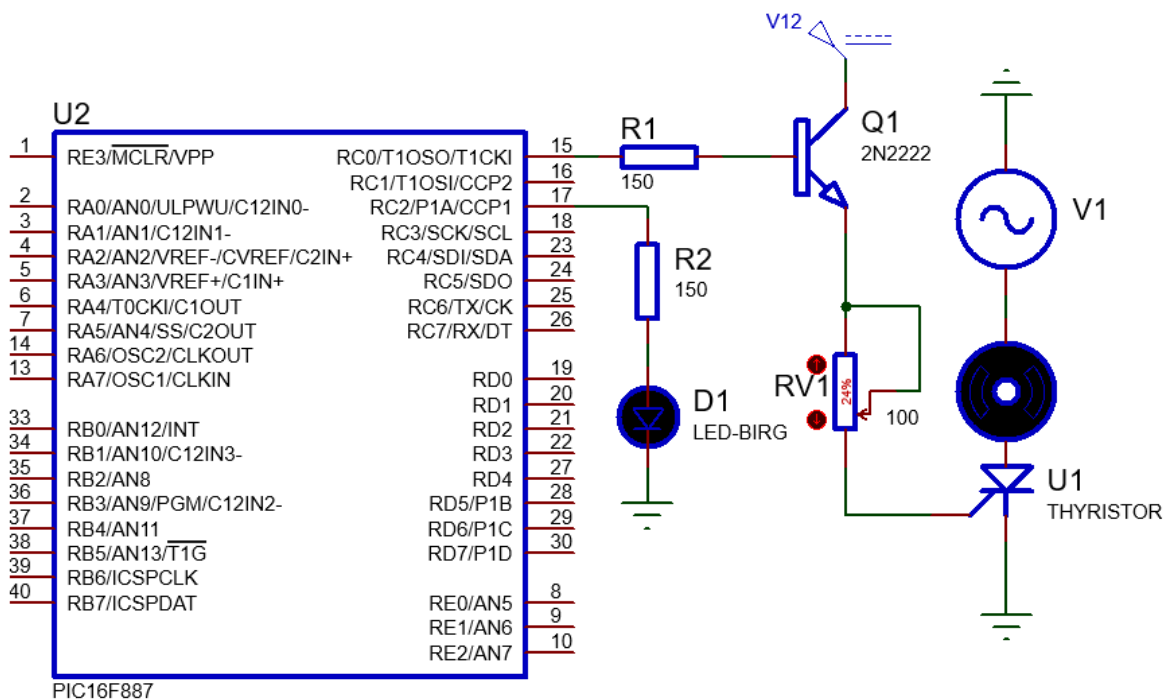 V12
U2
1
RE3/MCLR/VPP
2
RA0/AN0/ULPWU/C12IN0-
3
RA1/AN1/C12IN1-
4
RA2/AN2/VREF-/CVREF/C2IN+
5
RA3/AN3/VREF+/C1IN+
6
RA4/T0CKI/C1OUT
7
RA5/AN4/SS/C2OUT
14
RA6/OSC2/CLKOUT
13
RA7/OSC1/CLKIN
33
RB0/AN12/INT
34
RB1/AN10/C12IN3-
35
RB2/AN8
36
RB3/AN9/PGM/C12IN2-
37
RB4/AN11
38
RB5/AN13/T1G
39
RB6/ICSPCLK
40
RB7/ICSPDAT
RC0/T1OSO/T1CKI
15
RC1/T1OSI/CCP2
16
RC2/P1A/CCP1
17
RC3/SCK/SCL
18
RC4/SDI/SDA
23
RC5/SDO
24
RC6/TX/CK
25
RC7/RX/DT
26
RD0
19
RD1
20
RD2
21
RD3
22
RD4
27
RD5/P1B
28
RD6/P1C
29
RD7/P1D
30
RE0/AN5
8
RE1/AN6
9
RE2/AN7
10
PIC16F887
R1
150
R2
150
D1
LED-BIRG
Q1
2N2222
RV1
24%
100
V1
U1
THYRISTOR